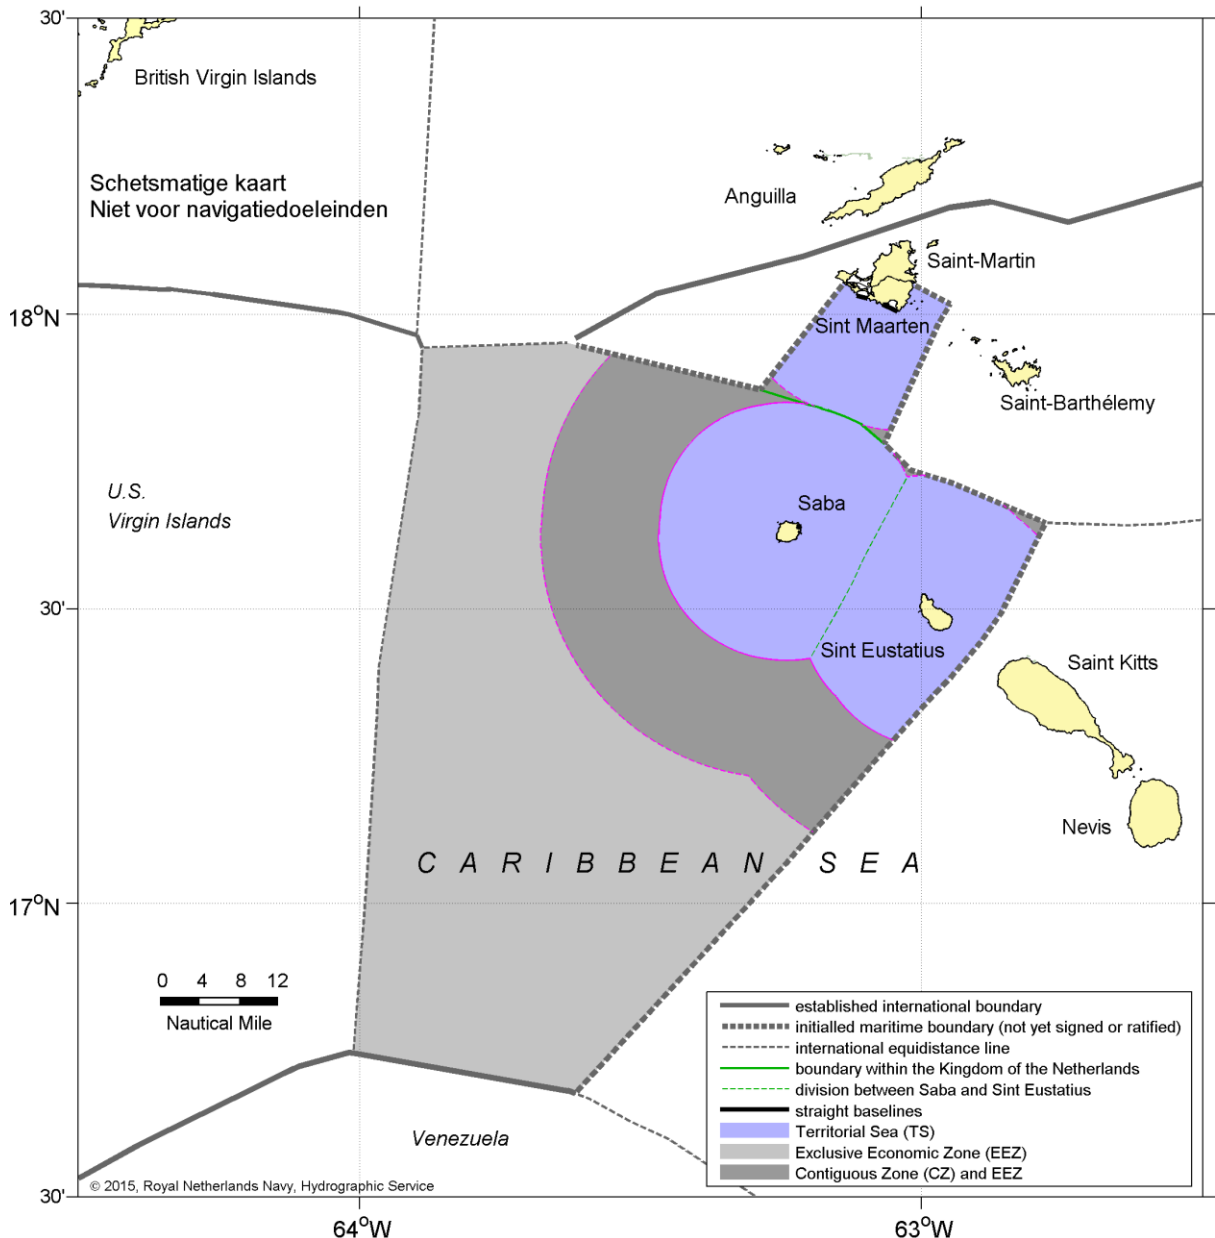 30'
British Virgin Islands
Schetsmatige kaart
Niet voor navigatiedoeleinden
Anguilla
Saint-Martin
18°N
Sint Maarten
Saint-Barthélemy
U.S.
Virgin Islands
Saba
30'
Sint Eustatius
Saint Kitts
Nevis
CARIBBEAN SEA
17°N
0 4 8 12
Nautical Mile
established international boundary
initialled maritime boundary (not yet signed or ratified)
international equidistance line
boundary within the Kingdom of the Netherlands
division between Saba and Sint Eustatius
straight baselines
Territorial Sea (TS)
Exclusive Economic Zone (EEZ)
Contiguous Zone (CZ) and EEZ
Venezuela
© 2015, Royal Netherlands Navy, Hydrographic Service
30'
64°W
63°W